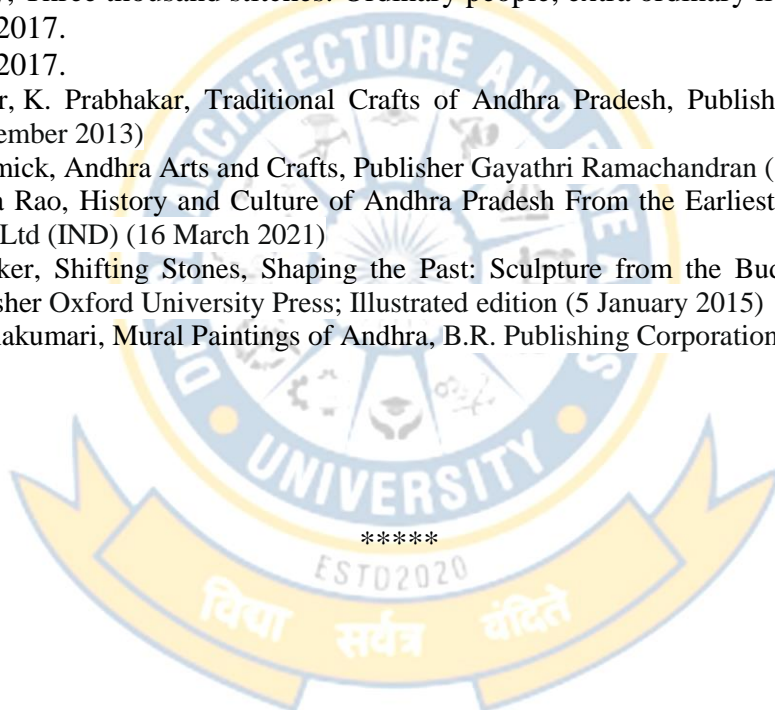 , Three thousand stitches: Ordinary people, extra ordinary
2017.
2017.
r, K. Prabhakar, Traditional Crafts of Andhra Pradesh, Publish
ember 2013)
mick, Andhra Arts and Crafts, Publisher Gayathri Ramachandran (
a Rao, History and Culture of Andhra Pradesh From the Earliest
Ltd (IND) (16 March 2021)
ker, Shifting Stones, Shaping the Past: Sculpture from the Bud
sher Oxford University Press; Illustrated edition (5 January 2015)
akumari, Mural Paintings of Andhra, B.R. Publishing Corporation
ARCHITECTURE AND
UNIVERSITY
*****
ESTD2020
विद्या सर्वत्र वंदिते